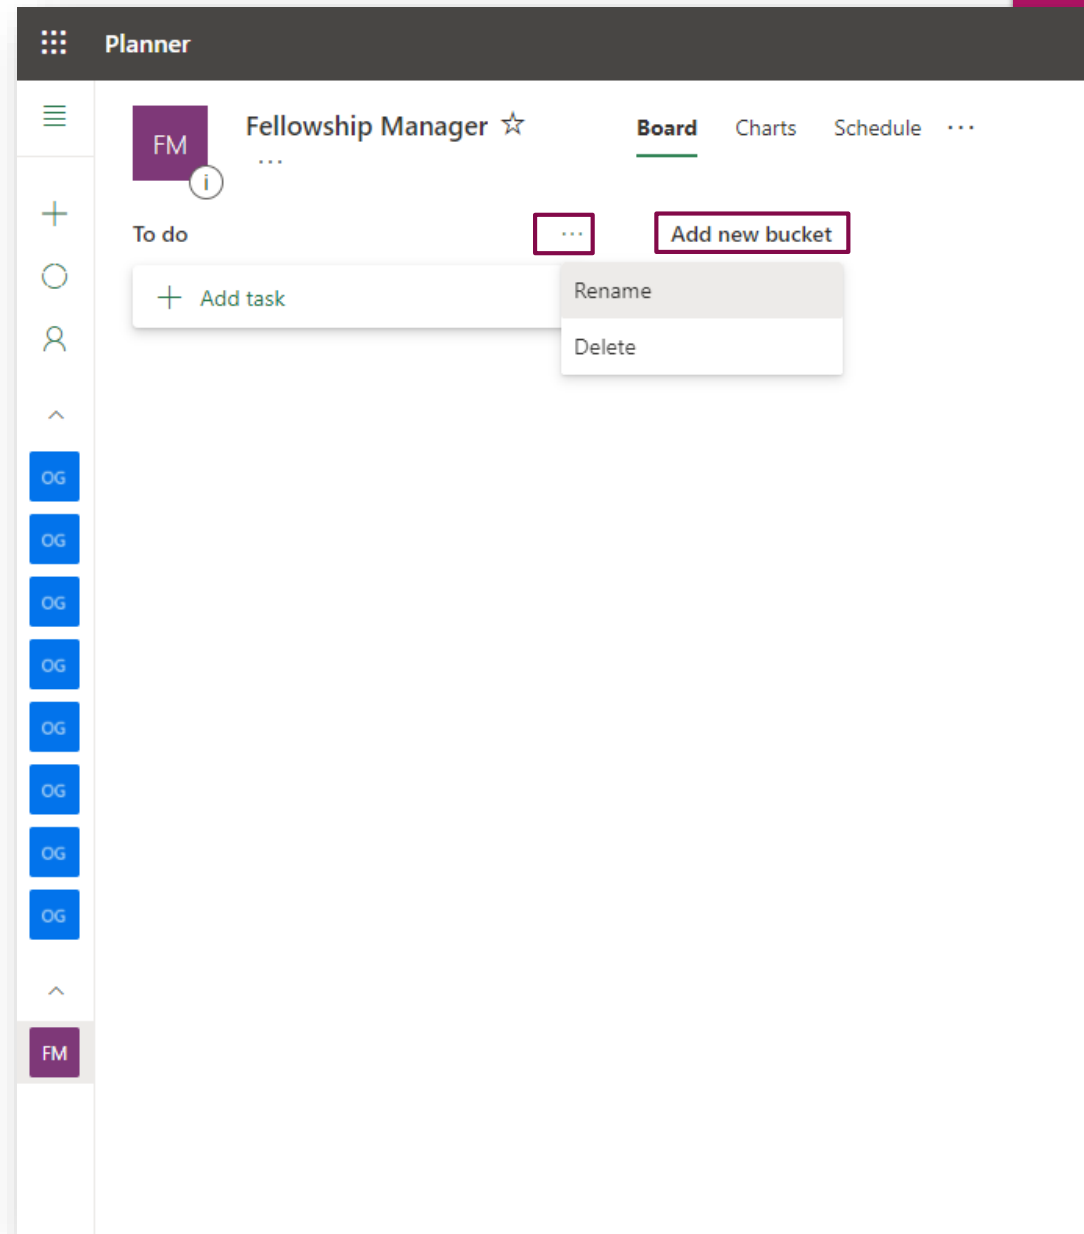 Planner
FM
Fellowship Manager
Board Charts Schedule
i
To do
Add new bucket
Add task
Rename
Delete
OG
OG
OG
OG
OG
OG
OG
OG
FM